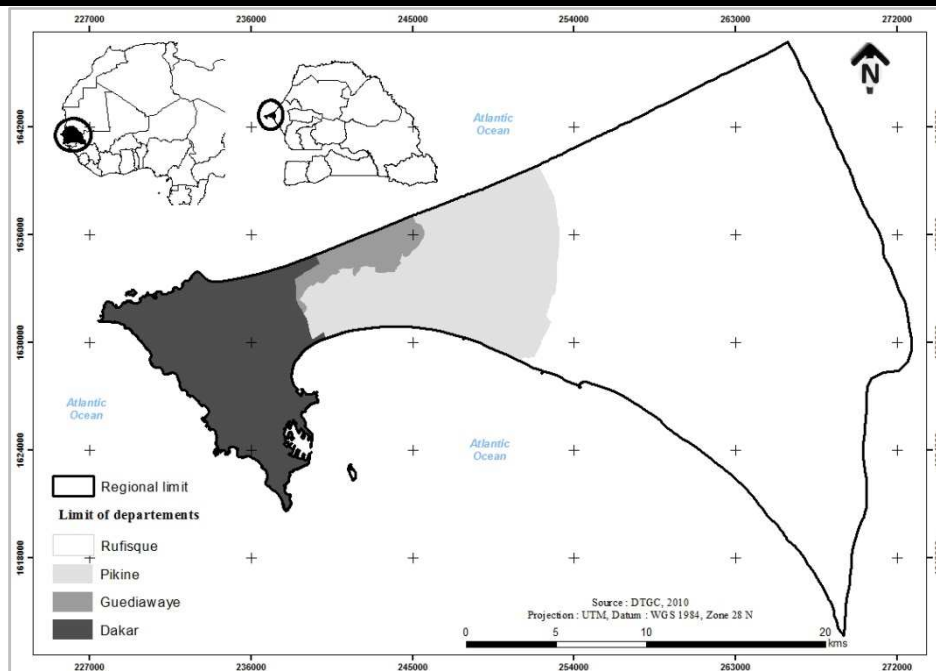 227000 236000 245000 254000 263000 272000
N
Atlantic
Ocean
1642000
1636000
1630000
Atlantic
Ocean
Atlantic
Ocean
1624000
Regional limit
Limit of departements
Rufisque
1618000
Pikine
Guediawaye
Dakar
Source : DTGC, 2010
Projection : UTM, Datum : WGS 1984, Zone 28 N
0 5 10 20
kms
227000 236000 245000 254000 263000 272000